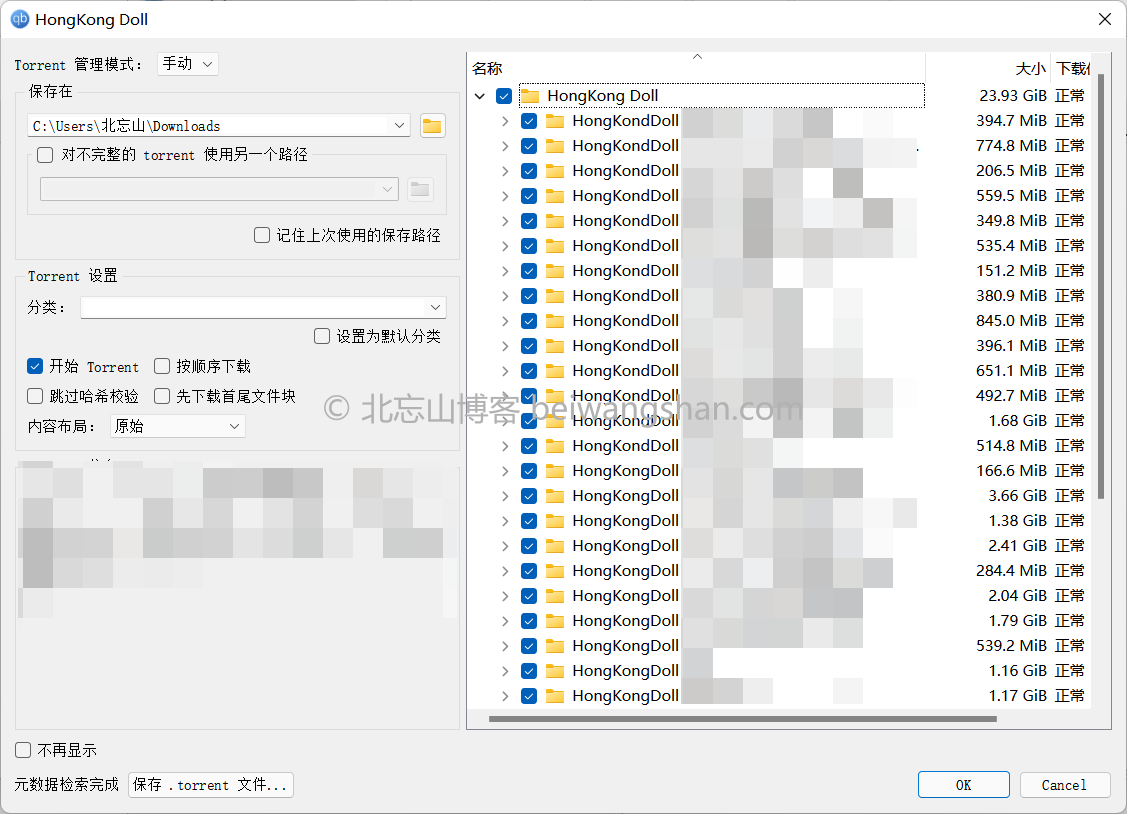 HongKong Doll
Torrent 管理模式：
手动
保存在
C:\Users\北忘山\Downloads
对不完整的 torrent 使用另一个路径
记住上次使用的保存路径
Torrent 设置
分类：
设置为默认分类
开始 Torrent
按顺序下载
跳过哈希校验
先下载首尾文件块
内容布局：
原始
名称 大小
HongKong Doll 23.93 GiB 正常
HongKondDoll 394.7 MiB 正常
HongKondDoll 774.8 MiB 正常
HongKondDoll 206.5 MiB 正常
HongKondDoll 559.5 MiB 正常
HongKondDoll 349.8 MiB 正常
HongKondDoll 535.4 MiB 正常
HongKondDoll 151.2 MiB 正常
HongKondDoll 380.9 MiB 正常
HongKondDoll 845.0 MiB 正常
HongKondDoll 396.1 MiB 正常
HongKondDoll 651.1 MiB 正常
HongKondDoll 492.7 MiB 正常
HongKondDoll 1.68 GiB 正常
HongKongDoll 514.8 MiB 正常
HongKongDoll 166.6 MiB 正常
HongKongDoll 3.66 GiB 正常
HongKongDoll 1.38 GiB 正常
HongKongDoll 2.41 GiB 正常
HongKongDoll 284.4 MiB 正常
HongKongDoll 2.04 GiB 正常
HongKongDoll 1.79 GiB 正常
HongKongDoll 539.2 MiB 正常
HongKongDoll 1.16 GiB 正常
HongKongDoll 1.17 GiB 正常
© 北忘山博客 beiwangshan.com
不再显示
元数据检索完成
保存 .torrent 文件...
OK
Cancel